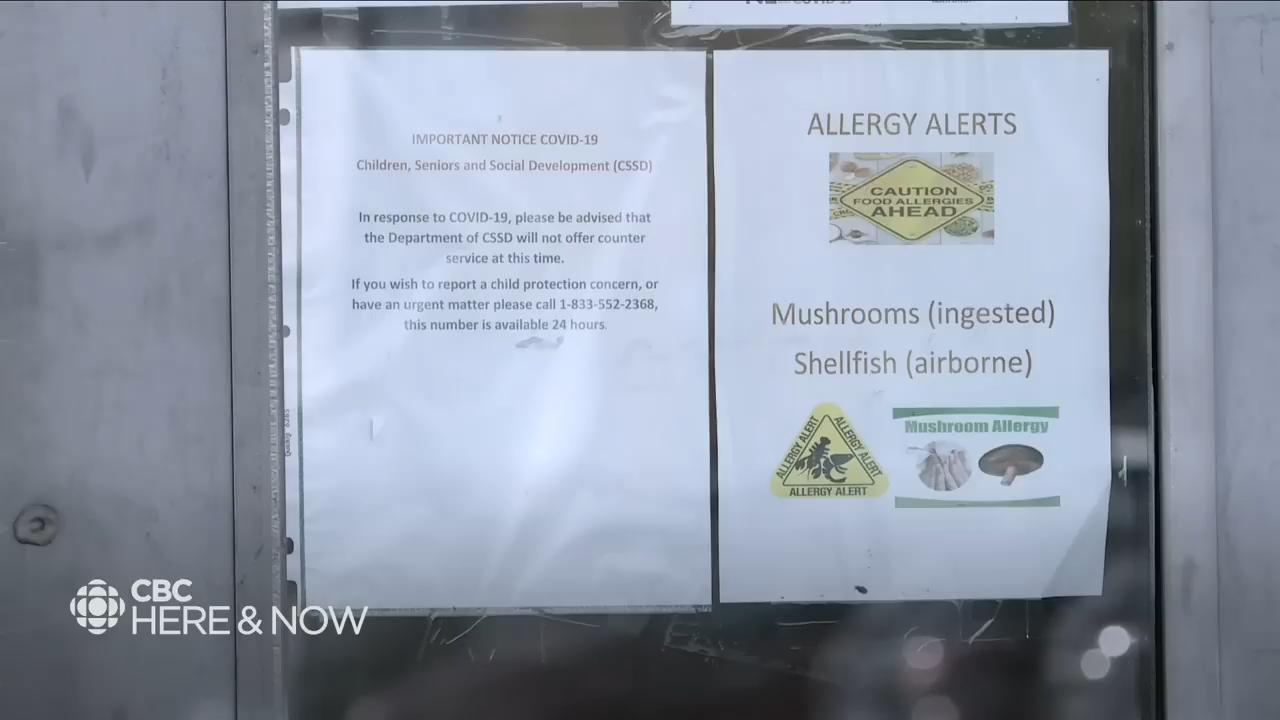 IMPORTANT NOTICE COVID-19
Children, Seniors and Social Development (CSSD)
In response to COVID-19, please be advised that
the Department of CSSD will not offer counter
service at this time.
If you wish to report a child protection concern, or
have an urgent matter please call 1-833-552-2368,
this number is available 24 hours.
ALLERGY ALERTS
CAUTION
FOOD ALLERGIES
AHEAD
Mushrooms (ingested)
Shellfish (airborne)
ALLERGY ALERT
ALLERGY ALERT
ALLERGY ALERT
Mushroom Allergy
CBC
HERE & NOW